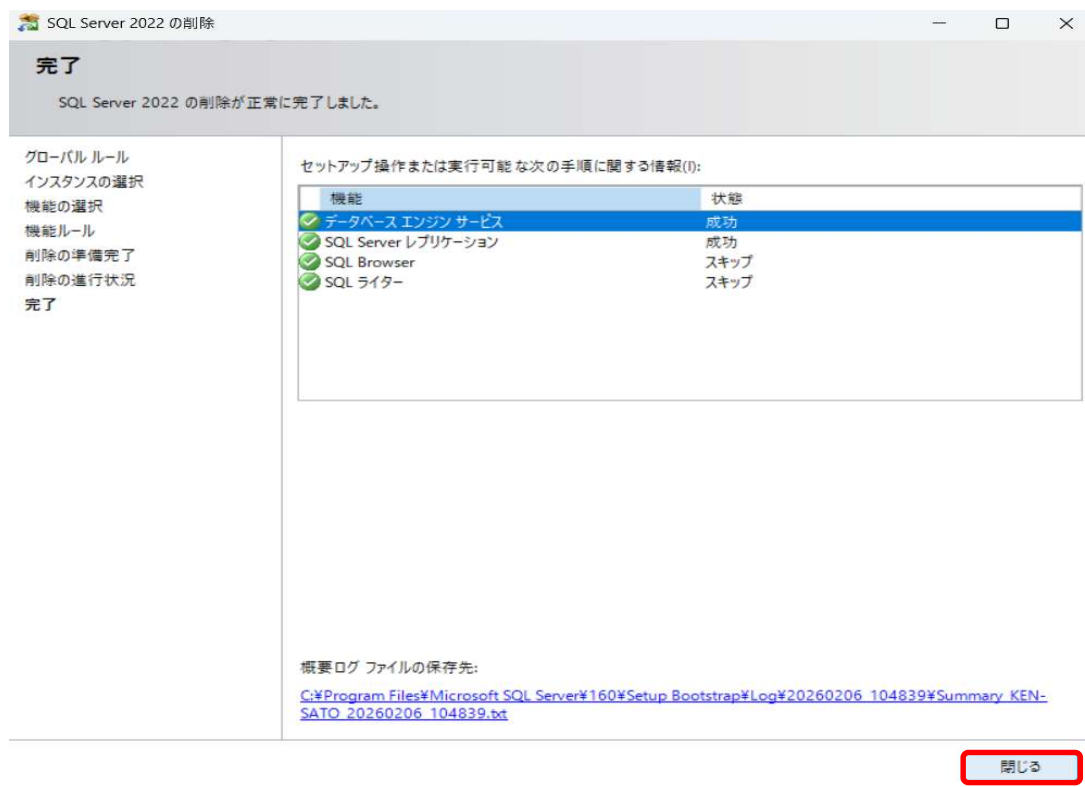 SQL Server 2022 の削除
完了
SQL Server 2022 の削除が正常に完了しました。
グローバル ルール
インスタンスの選択
機能の選択
機能ルール
削除の準備完了
削除の進行状況
完了
セットアップ操作または実行可能な次の手順に関する情報(I):
機能 状態
データベース エンジン サービス 成功
SQL Server レプリケーション 成功
SQL Browser スキップ
SQL ライター スキップ
概要ログ ファイルの保存先:
C:¥Program Files¥Microsoft SQL Server¥160¥Setup Bootstrap¥Log¥20260206_104839¥Summary_KEN-
SATO_20260206_104839.txt
閉じる